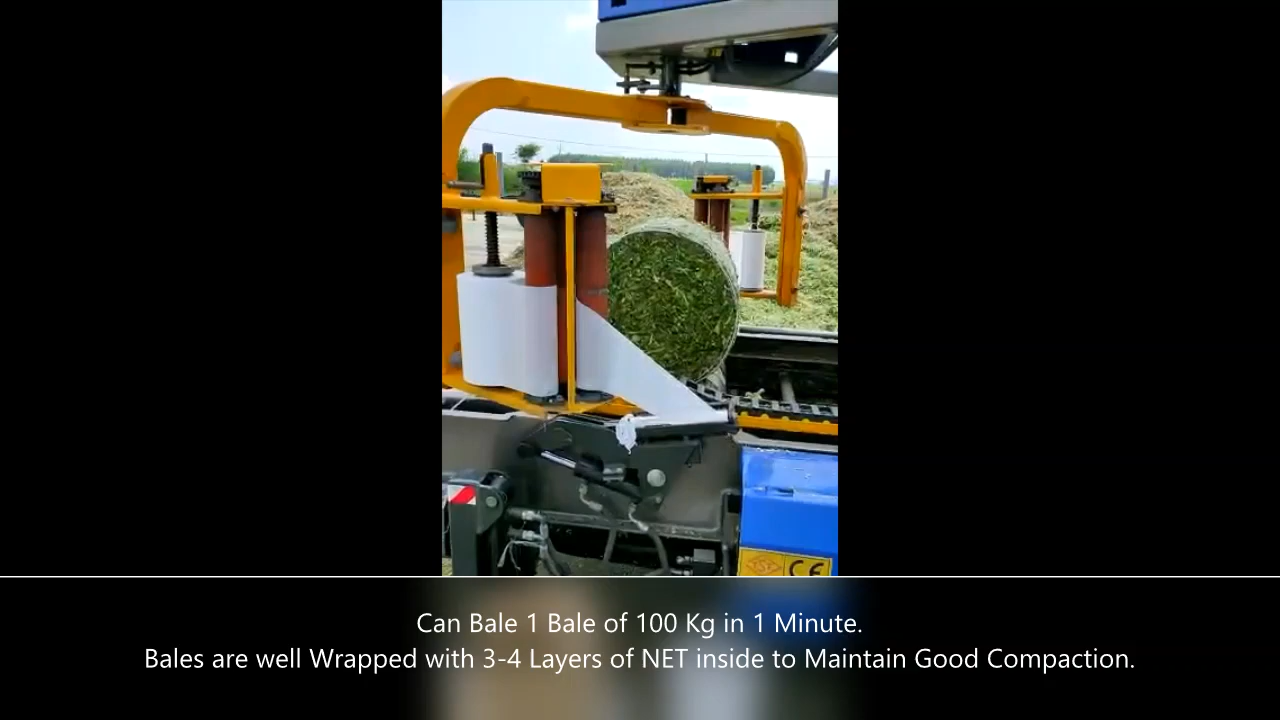 TSE CE
Can Bale 1 Bale of 100 Kg in 1 Minute.
Bales are well Wrapped with 3-4 Layers of NET inside to Maintain Good Compaction.